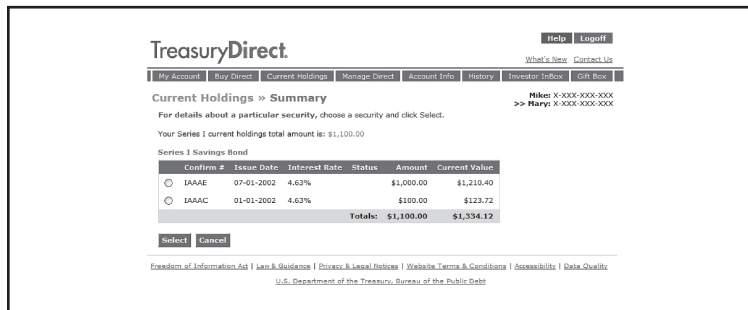 Help Logoff
TreasuryDirect.
What's New Contact Us
My Account Buy Direct Current Holdings Manage Direct Account Info History Investor InBox Gift Box
Current Holdings » Summary
Mike: X-XXX-XXX-XXX
>> Mary: X-XXX-XXX-XXX
For details about a particular security, choose a security and click Select.
Your Series I current holdings total amount is: $1,100.00
Series I Savings Bond
Confirm # Issue Date Interest Rate Status Amount Current Value
IAAAE 07-01-2002 4.63% $1,000.00 $1,210.40
IAAAC 01-01-2002 4.63% $100.00 $123.72
Totals: $1,100.00 $1,334.12
Select Cancel
Freedom of Information Act | Law & Guidance | Privacy & Legal Notices | Website Terms & Conditions | Accessibility | Data Quality
U.S. Department of the Treasury, Bureau of the Public Debt